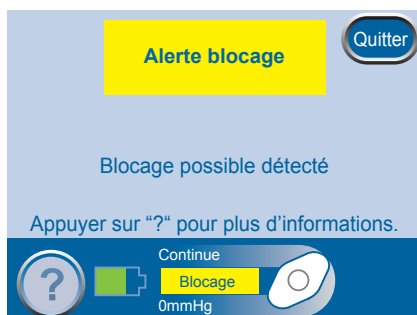 Alerte blocage
Quitter
Blocage possible détecté
Appuyer sur “?“ pour plus d’informations.
?
Continue
Blocage
0mmHg